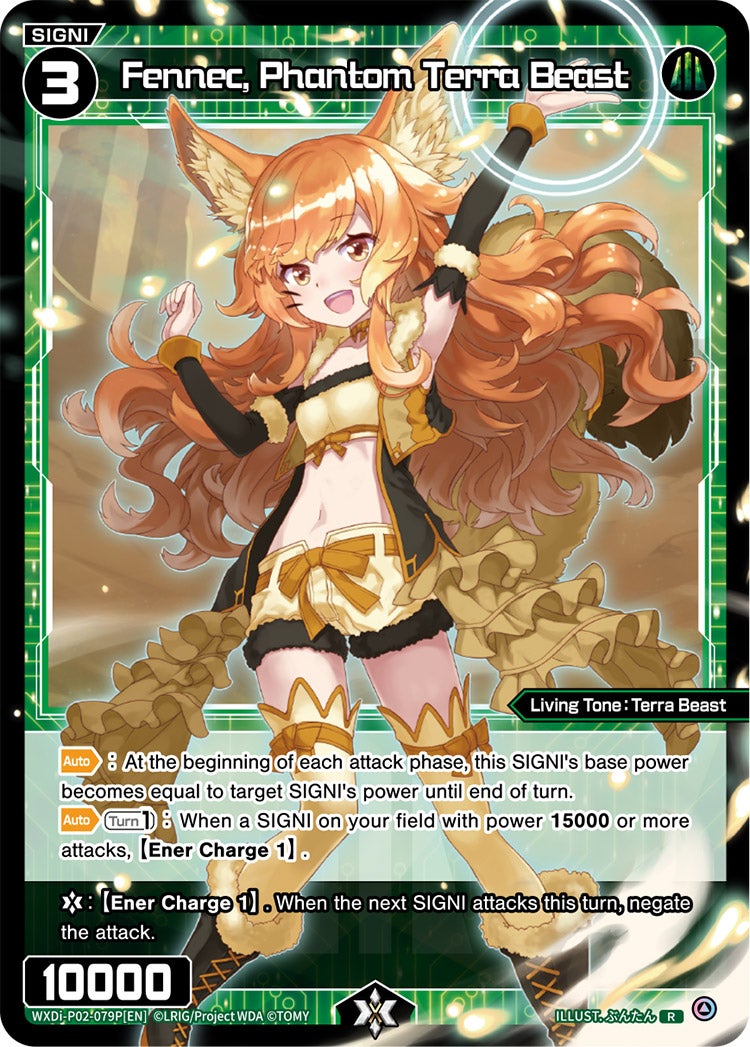 SIGNI
3 Fennec, Phantom Terra Beast
Living Tone：Terra Beast
Auto：At the beginning of each attack phase, this SIGNI's base power
becomes equal to target SIGNI's power until end of turn.
Auto Turn 1：When a SIGNI on your field with power 15000 or more
attacks,【Ener Charge 1】.
：【Ener Charge 1】. When the next SIGNI attacks this turn, negate
the attack.
10000
WXDi-P02-079P[EN] ©LRIG/Project WDA ©TOMY
ILLUST. ぶんたん R